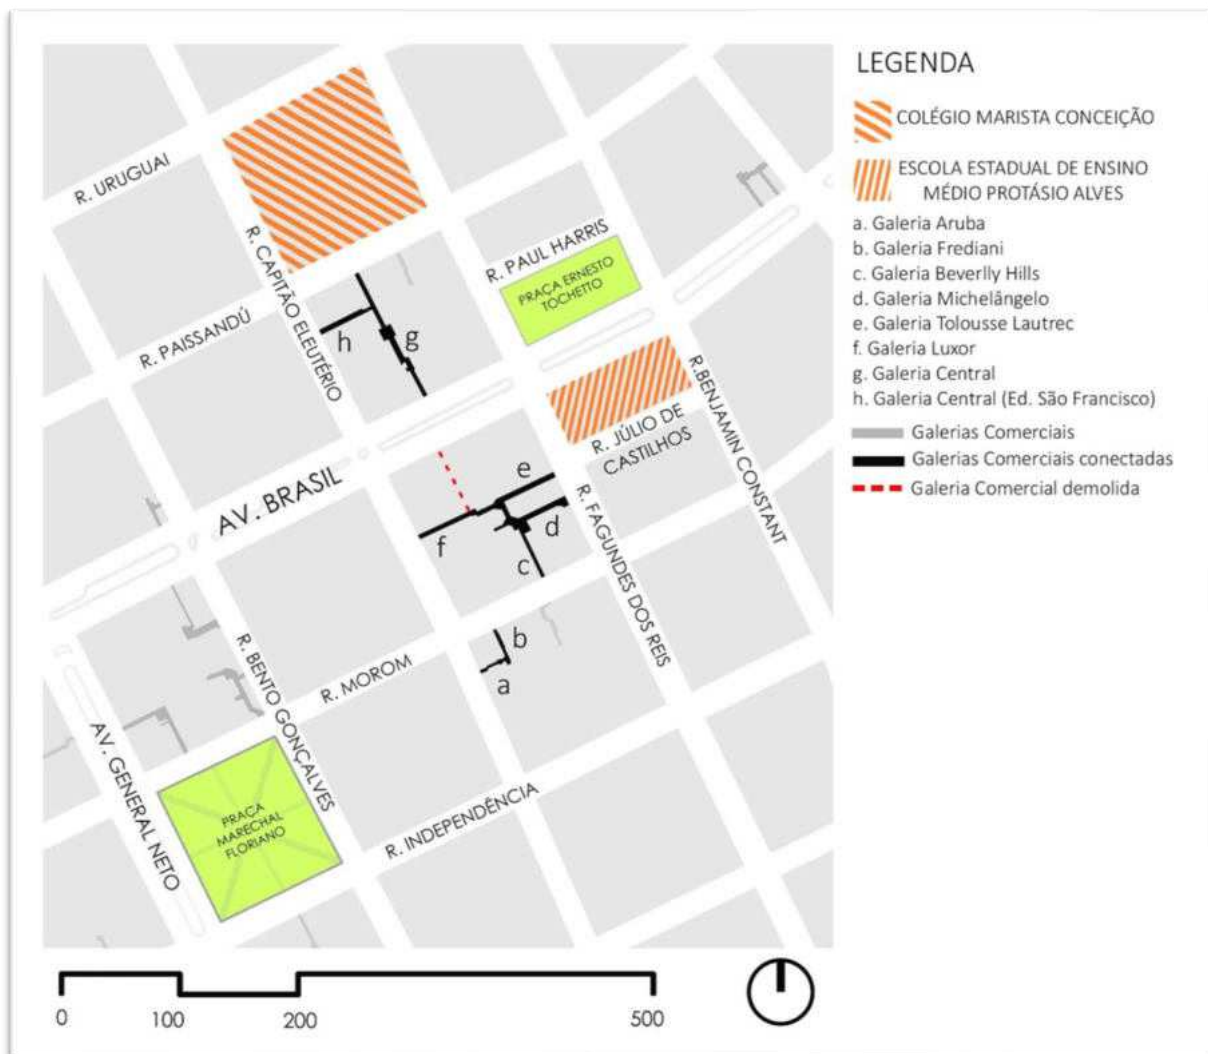 LEGENDA
COLÉGIO MARISTA CONCEIÇÃO
ESCOLA ESTADUAL DE ENSINO
MÉDIO PROTÁSIO ALVES
a. Galeria Aruba
b. Galeria Frediani
c. Galeria Beverlly Hills
d. Galeria Michelângelo
e. Galeria Tolousse Lautrec
f. Galeria Luxor
g. Galeria Central
h. Galeria Central (Ed. São Francisco)
Galerias Comerciais
Galerias Comerciais conectadas
Galeria Comercial demolida
R. URUGUAI
R. CAPITÃO ELEUTÉRIO
R. PAUL HARRIS
PRAÇA ERNESTO
TOCHETTO
R. PAISSANDÚ
h
g
R. BENJAMIN CONSTANT
R. JÚLIO DE
CASTILHOS
AV. BRASIL
e
d
f
c
R. FAGUNDES DOS REIS
b
a
R. BENTO GONÇALVES
R. MOROM
AV. GENERAL NETO
PRAÇA
MARECHAL
FLORIANO
R. INDEPENDÊNCIA
0
100
200
500